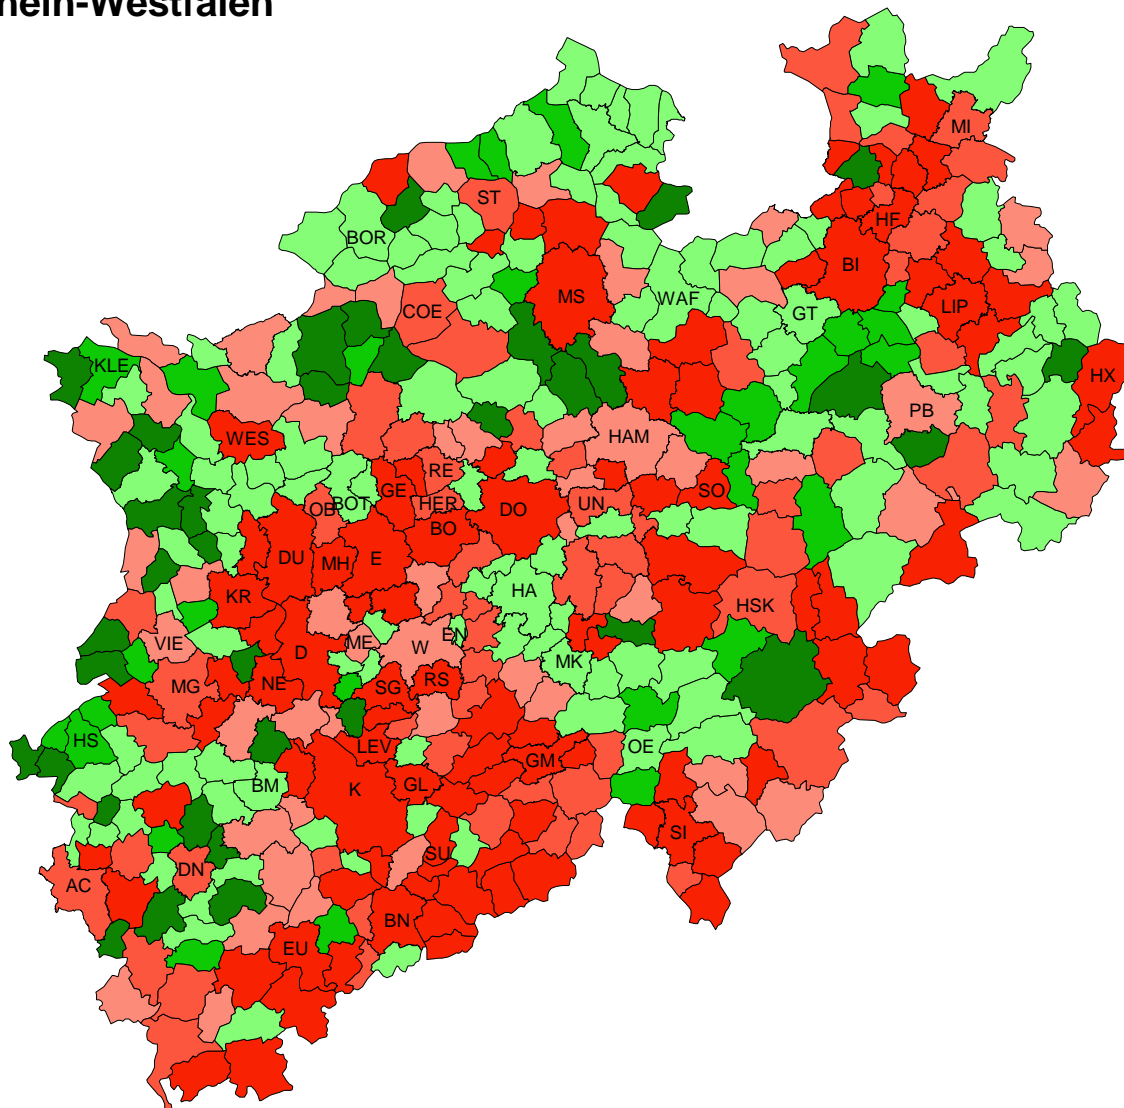 hein-Westfalen
MI
ST
HF
BOR
BI
MS
WAF
LIP
COE
GT
KLE
HX
PB
WES
HAM
RE
GE
SO
OB
BOT
HER
UN
DO
BO
DU
MH
E
HA
KR
HSK
VIE
ME
W
EN
D
MK
NE
SG
RS
MG
HS
LEV
OE
GM
BM
K
GL
SI
SU
DN
AC
BN
EU